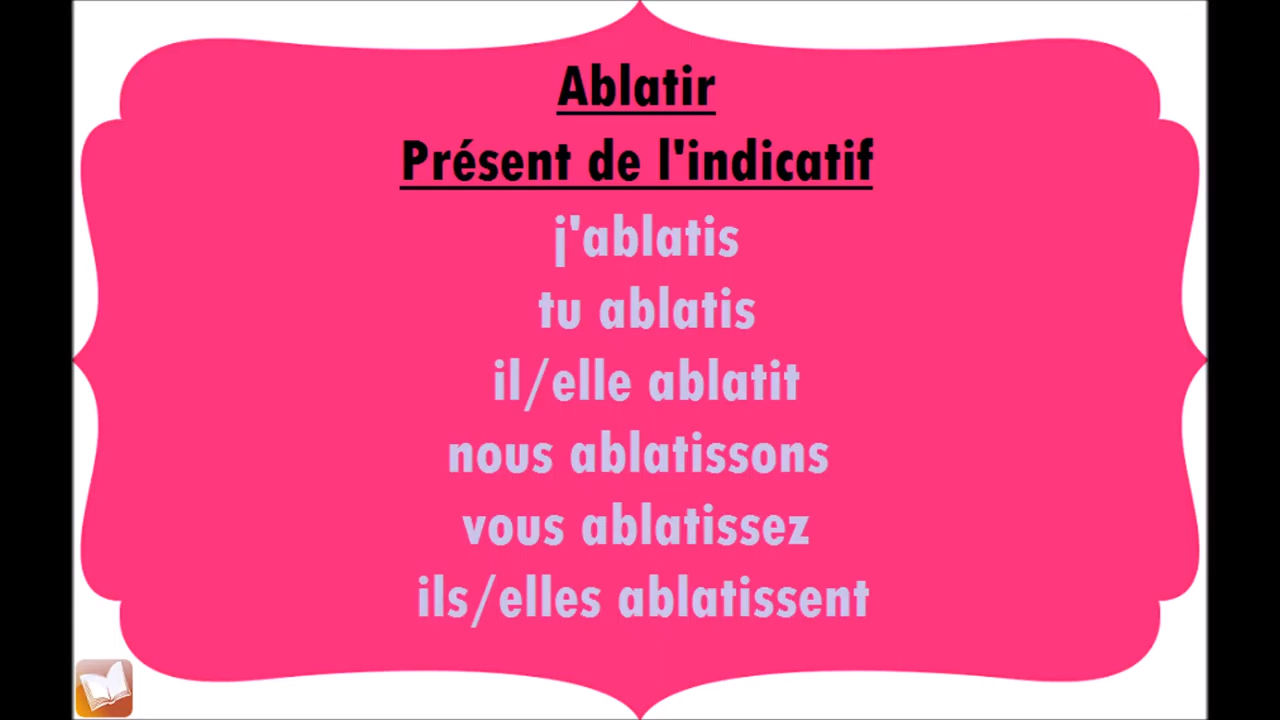 Ablatir
Présent de l'indicatif
j'ablatis
tu ablatis
il/elle ablatit
nous ablatissons
vous ablatissez
ils/elles ablatissent